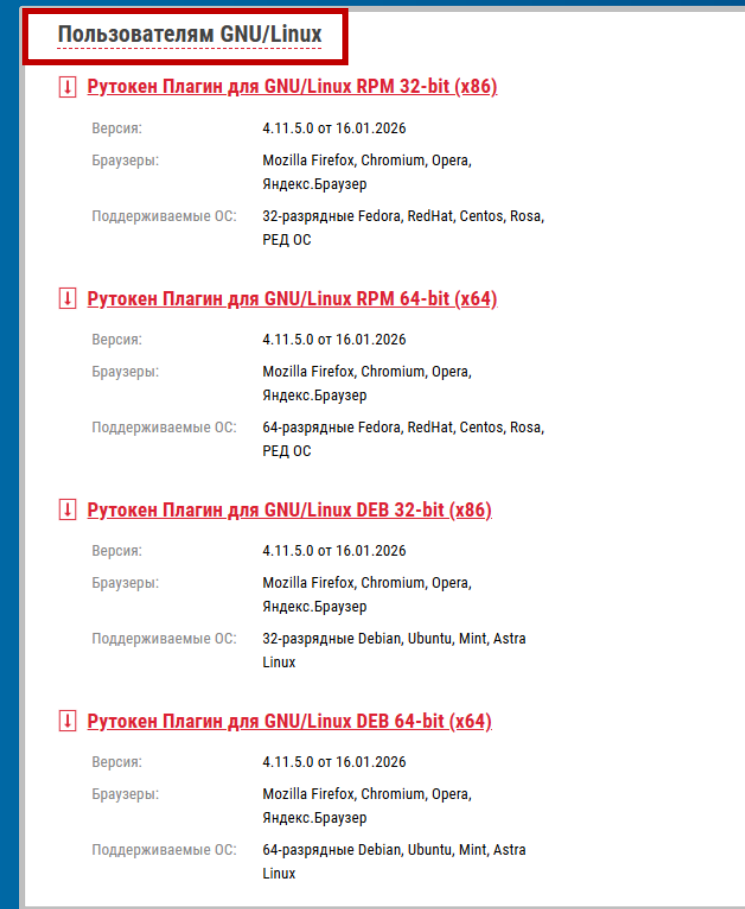 Пользователям GNU/Linux
Рутокен Плагин для GNU/Linux RPM 32-bit (x86)
Версия: 4.11.5.0 от 16.01.2026
Браузеры: Mozilla Firefox, Chromium, Opera,
Яндекс.Браузер
Поддерживаемые ОС: 32-разрядные Fedora, RedHat, Centos, Rosa,
РЕД ОС
Рутокен Плагин для GNU/Linux RPM 64-bit (x64)
Версия: 4.11.5.0 от 16.01.2026
Браузеры: Mozilla Firefox, Chromium, Opera,
Яндекс.Браузер
Поддерживаемые ОС: 64-разрядные Fedora, RedHat, Centos, Rosa,
РЕД ОС
Рутокен Плагин для GNU/Linux DEB 32-bit (x86)
Версия: 4.11.5.0 от 16.01.2026
Браузеры: Mozilla Firefox, Chromium, Opera,
Яндекс.Браузер
Поддерживаемые ОС: 32-разрядные Debian, Ubuntu, Mint, Astra
Linux
Рутокен Плагин для GNU/Linux DEB 64-bit (x64)
Версия: 4.11.5.0 от 16.01.2026
Браузеры: Mozilla Firefox, Chromium, Opera,
Яндекс.Браузер
Поддерживаемые ОС: 64-разрядные Debian, Ubuntu, Mint, Astra
Linux